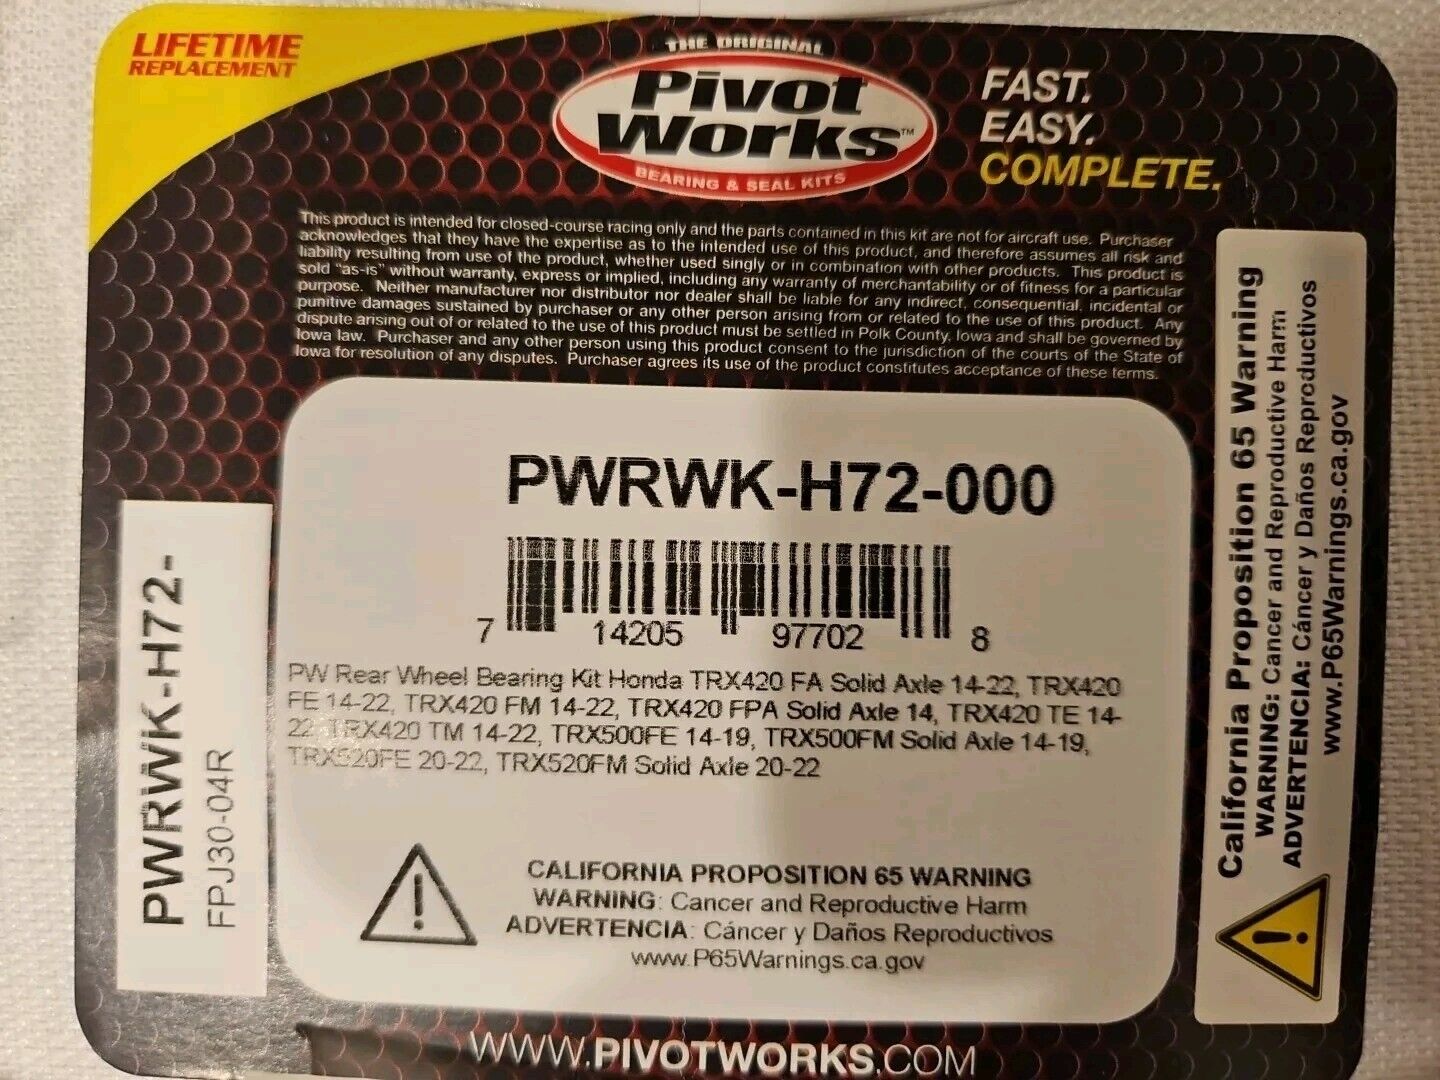 LIFETIME
REPLACEMENT
THE ORIGINAL
Pivot
Works™
BEARING & SEAL KITS
FAST.
EASY.
COMPLETE.
This product is intended for closed-course racing only and the parts contained in this kit are not for aircraft use. Purchaser
acknowledges that they have the expertise as to the intended use of this product, and therefore assumes all risk and
liability resulting from use of the product, whether used singly or in combination with other products. This product is
sold "as-is" without warranty, express or implied, including any warranty of merchantability or of fitness for a particular
purpose. Neither manufacturer nor distributor nor dealer shall be liable for any indirect, consequential, incidental or
punitive damages sustained by purchaser or any other person arising from or related to the use of this product. Any
dispute arising out of or related to the use of this product must be settled in Polk County, Iowa and shall be governed by
Iowa law. Purchaser and any other person using this product consent to the jurisdiction of the courts of the State of
Iowa for resolution of any disputes. Purchaser agrees its use of the product constitutes acceptance of these terms.
PWRWK-H72-000
7 14205 97702 8
PW Rear Wheel Bearing Kit Honda TRX420 FA Solid Axle 14-22, TRX420
FE 14-22, TRX420 FM 14-22, TRX420 FPA Solid Axle 14, TRX420 TE 14-
22, TRX420 TM 14-22, TRX500FE 14-19, TRX500FM Solid Axle 14-19,
TRX520FE 20-22, TRX520FM Solid Axle 20-22
CALIFORNIA PROPOSITION 65 WARNING
WARNING: Cancer and Reproductive Harm
ADVERTENCIA: Cáncer y Daños Reproductivos
www.P65Warnings.ca.gov
PWRWK-H72-
FPJ30-04R
California Proposition 65 Warning
WARNING: Cancer and Reproductive Harm
ADVERTENCIA: Cáncer y Daños Reproductivos
www.P65Warnings.ca.gov
WWW.PIVOTWORKS.COM